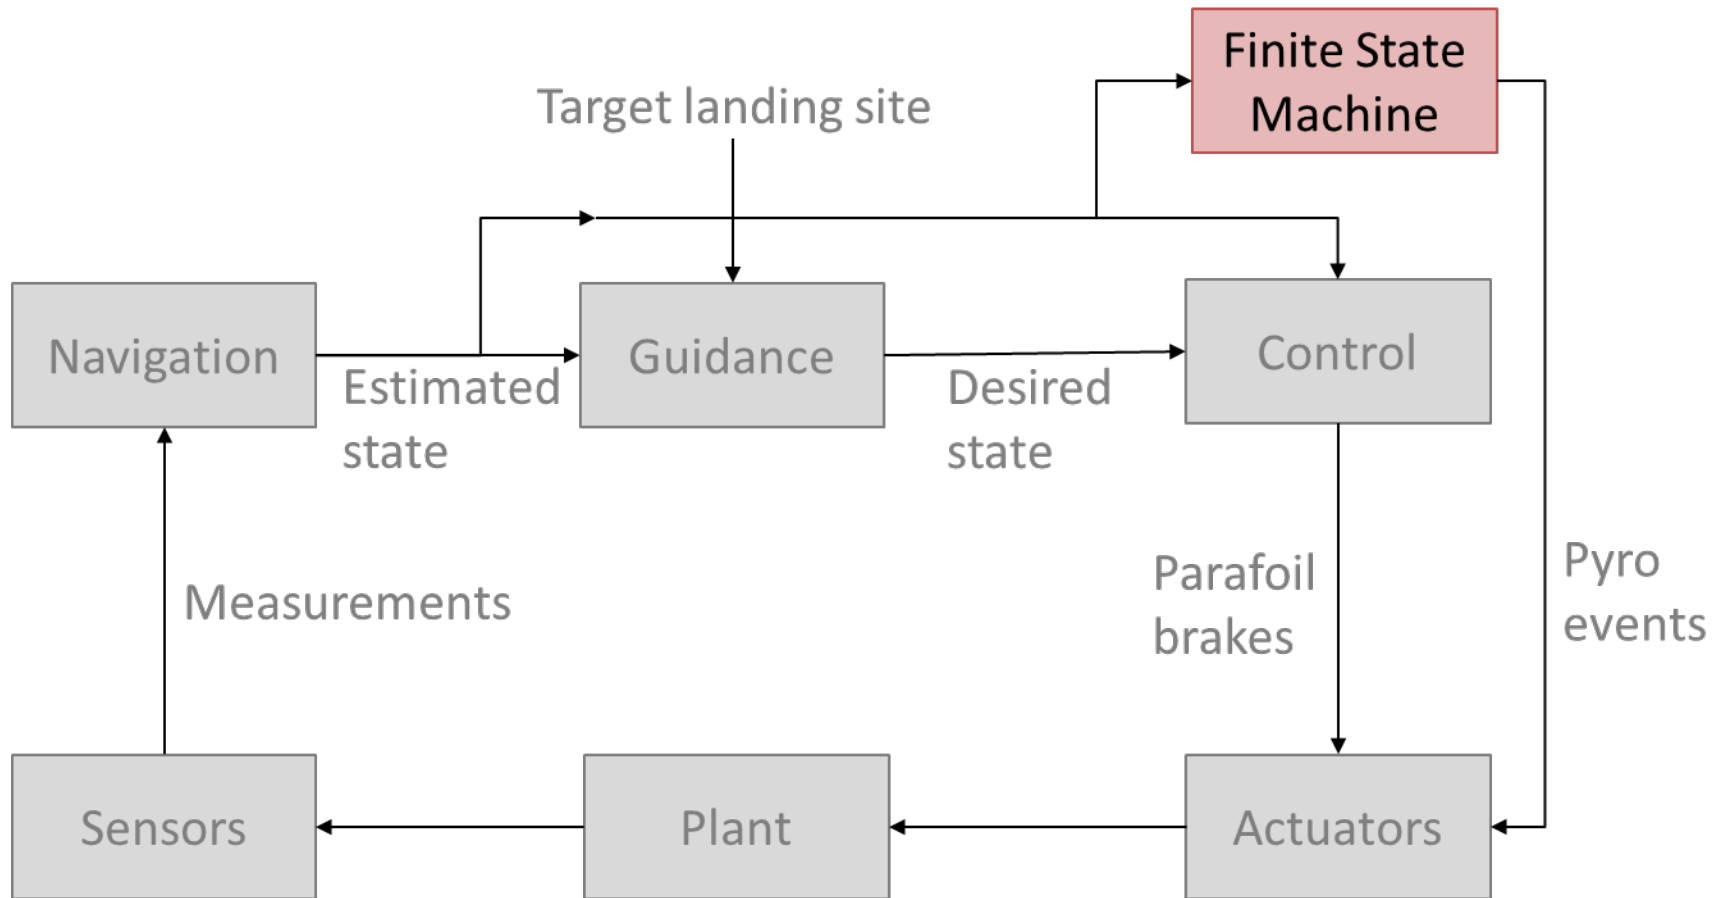 Finite State
Machine
Target landing site
Navigation
Estimated
state
Guidance
Desired
state
Control
Measurements
Parafoil
brakes
Pyro
events
Sensors
Plant
Actuators